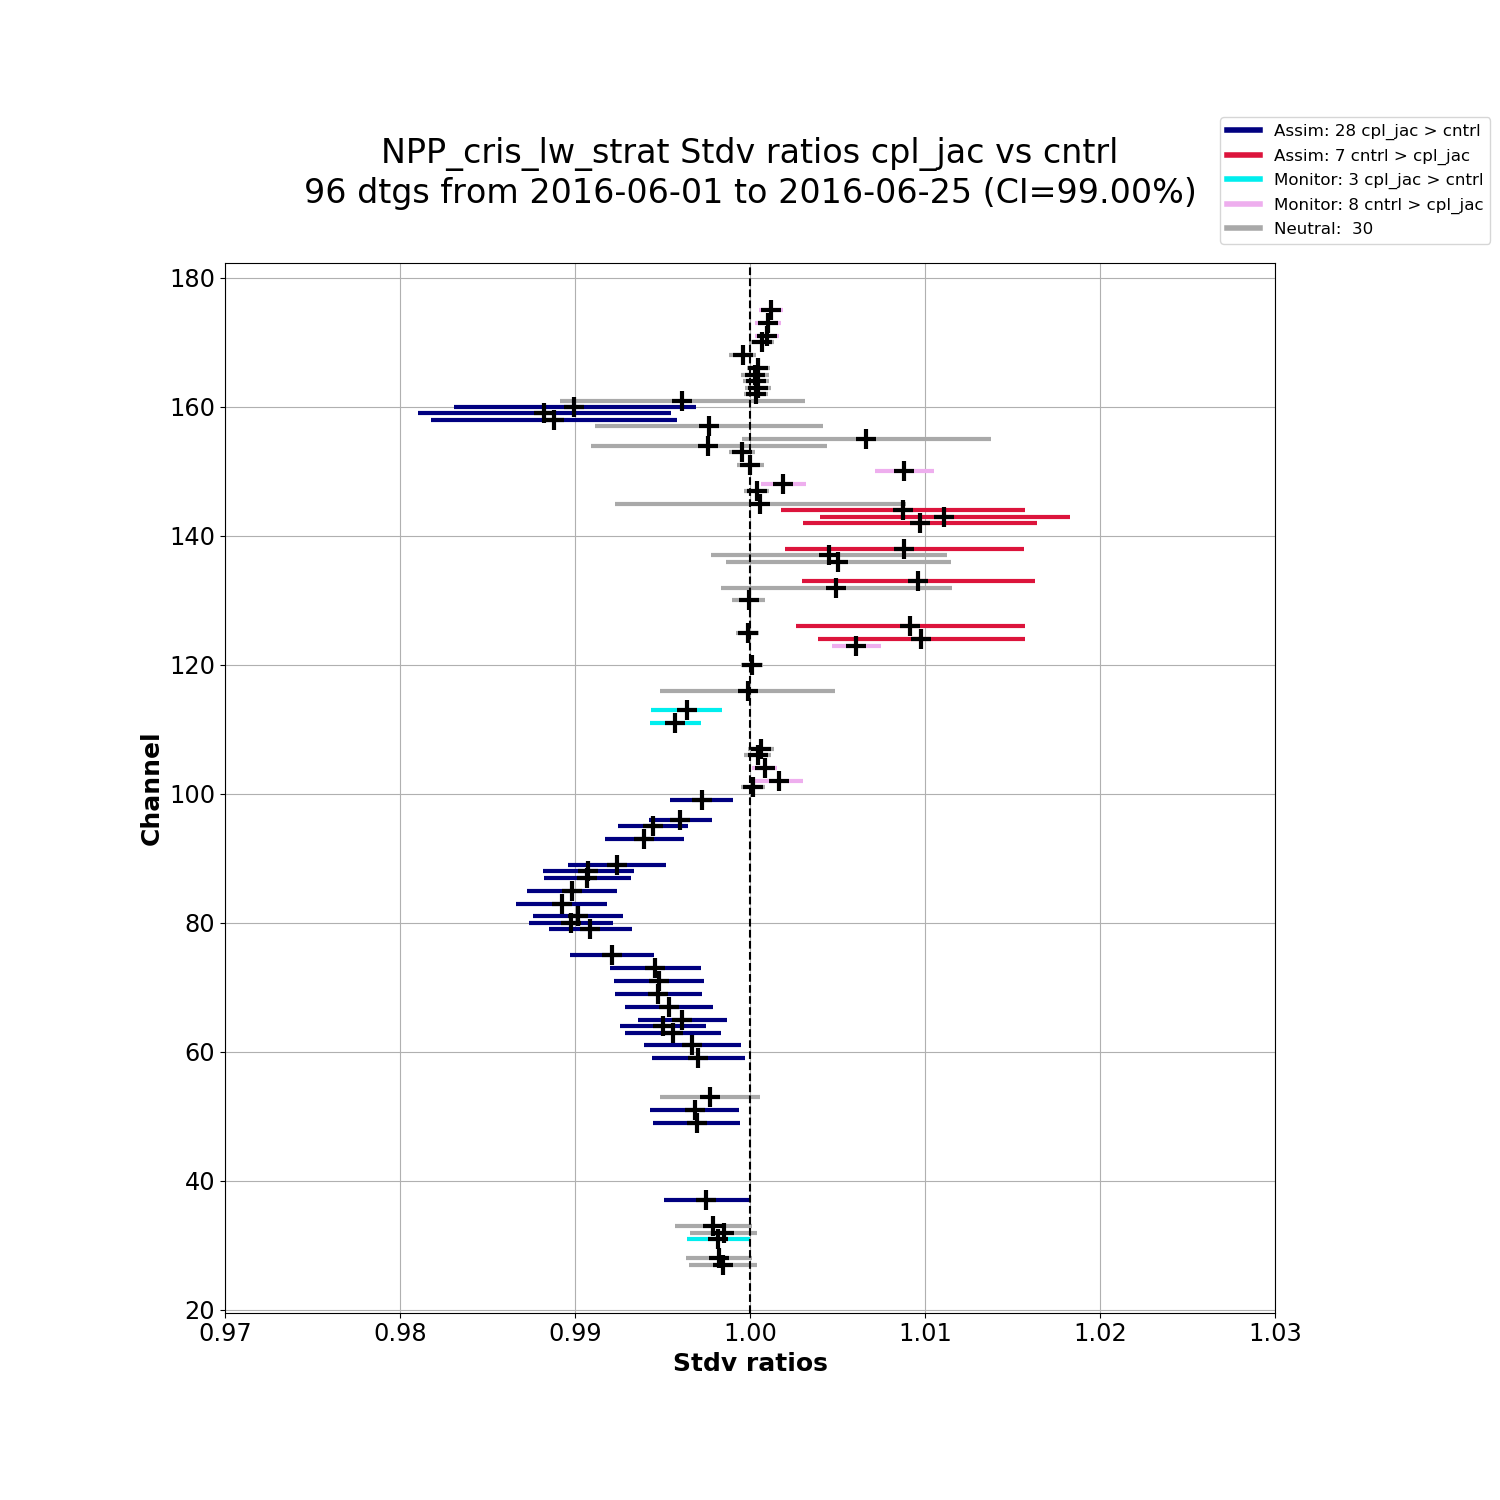 NPP_cris_lw_strat Stdv ratios cpl_jac vs cntrl
96 dtgs from 2016-06-01 to 2016-06-25 (CI=99.00%)
Assim: 28 cpl_jac > cntrl
Assim: 7 cntrl > cpl_jac
Monitor: 3 cpl_jac > cntrl
Monitor: 8 cntrl > cpl_jac
Neutral:  30
180
160
140
120
100
80
60
40
20
Channel
0.97 0.98 0.99 1.00 1.01 1.02 1.03
Stdv ratios